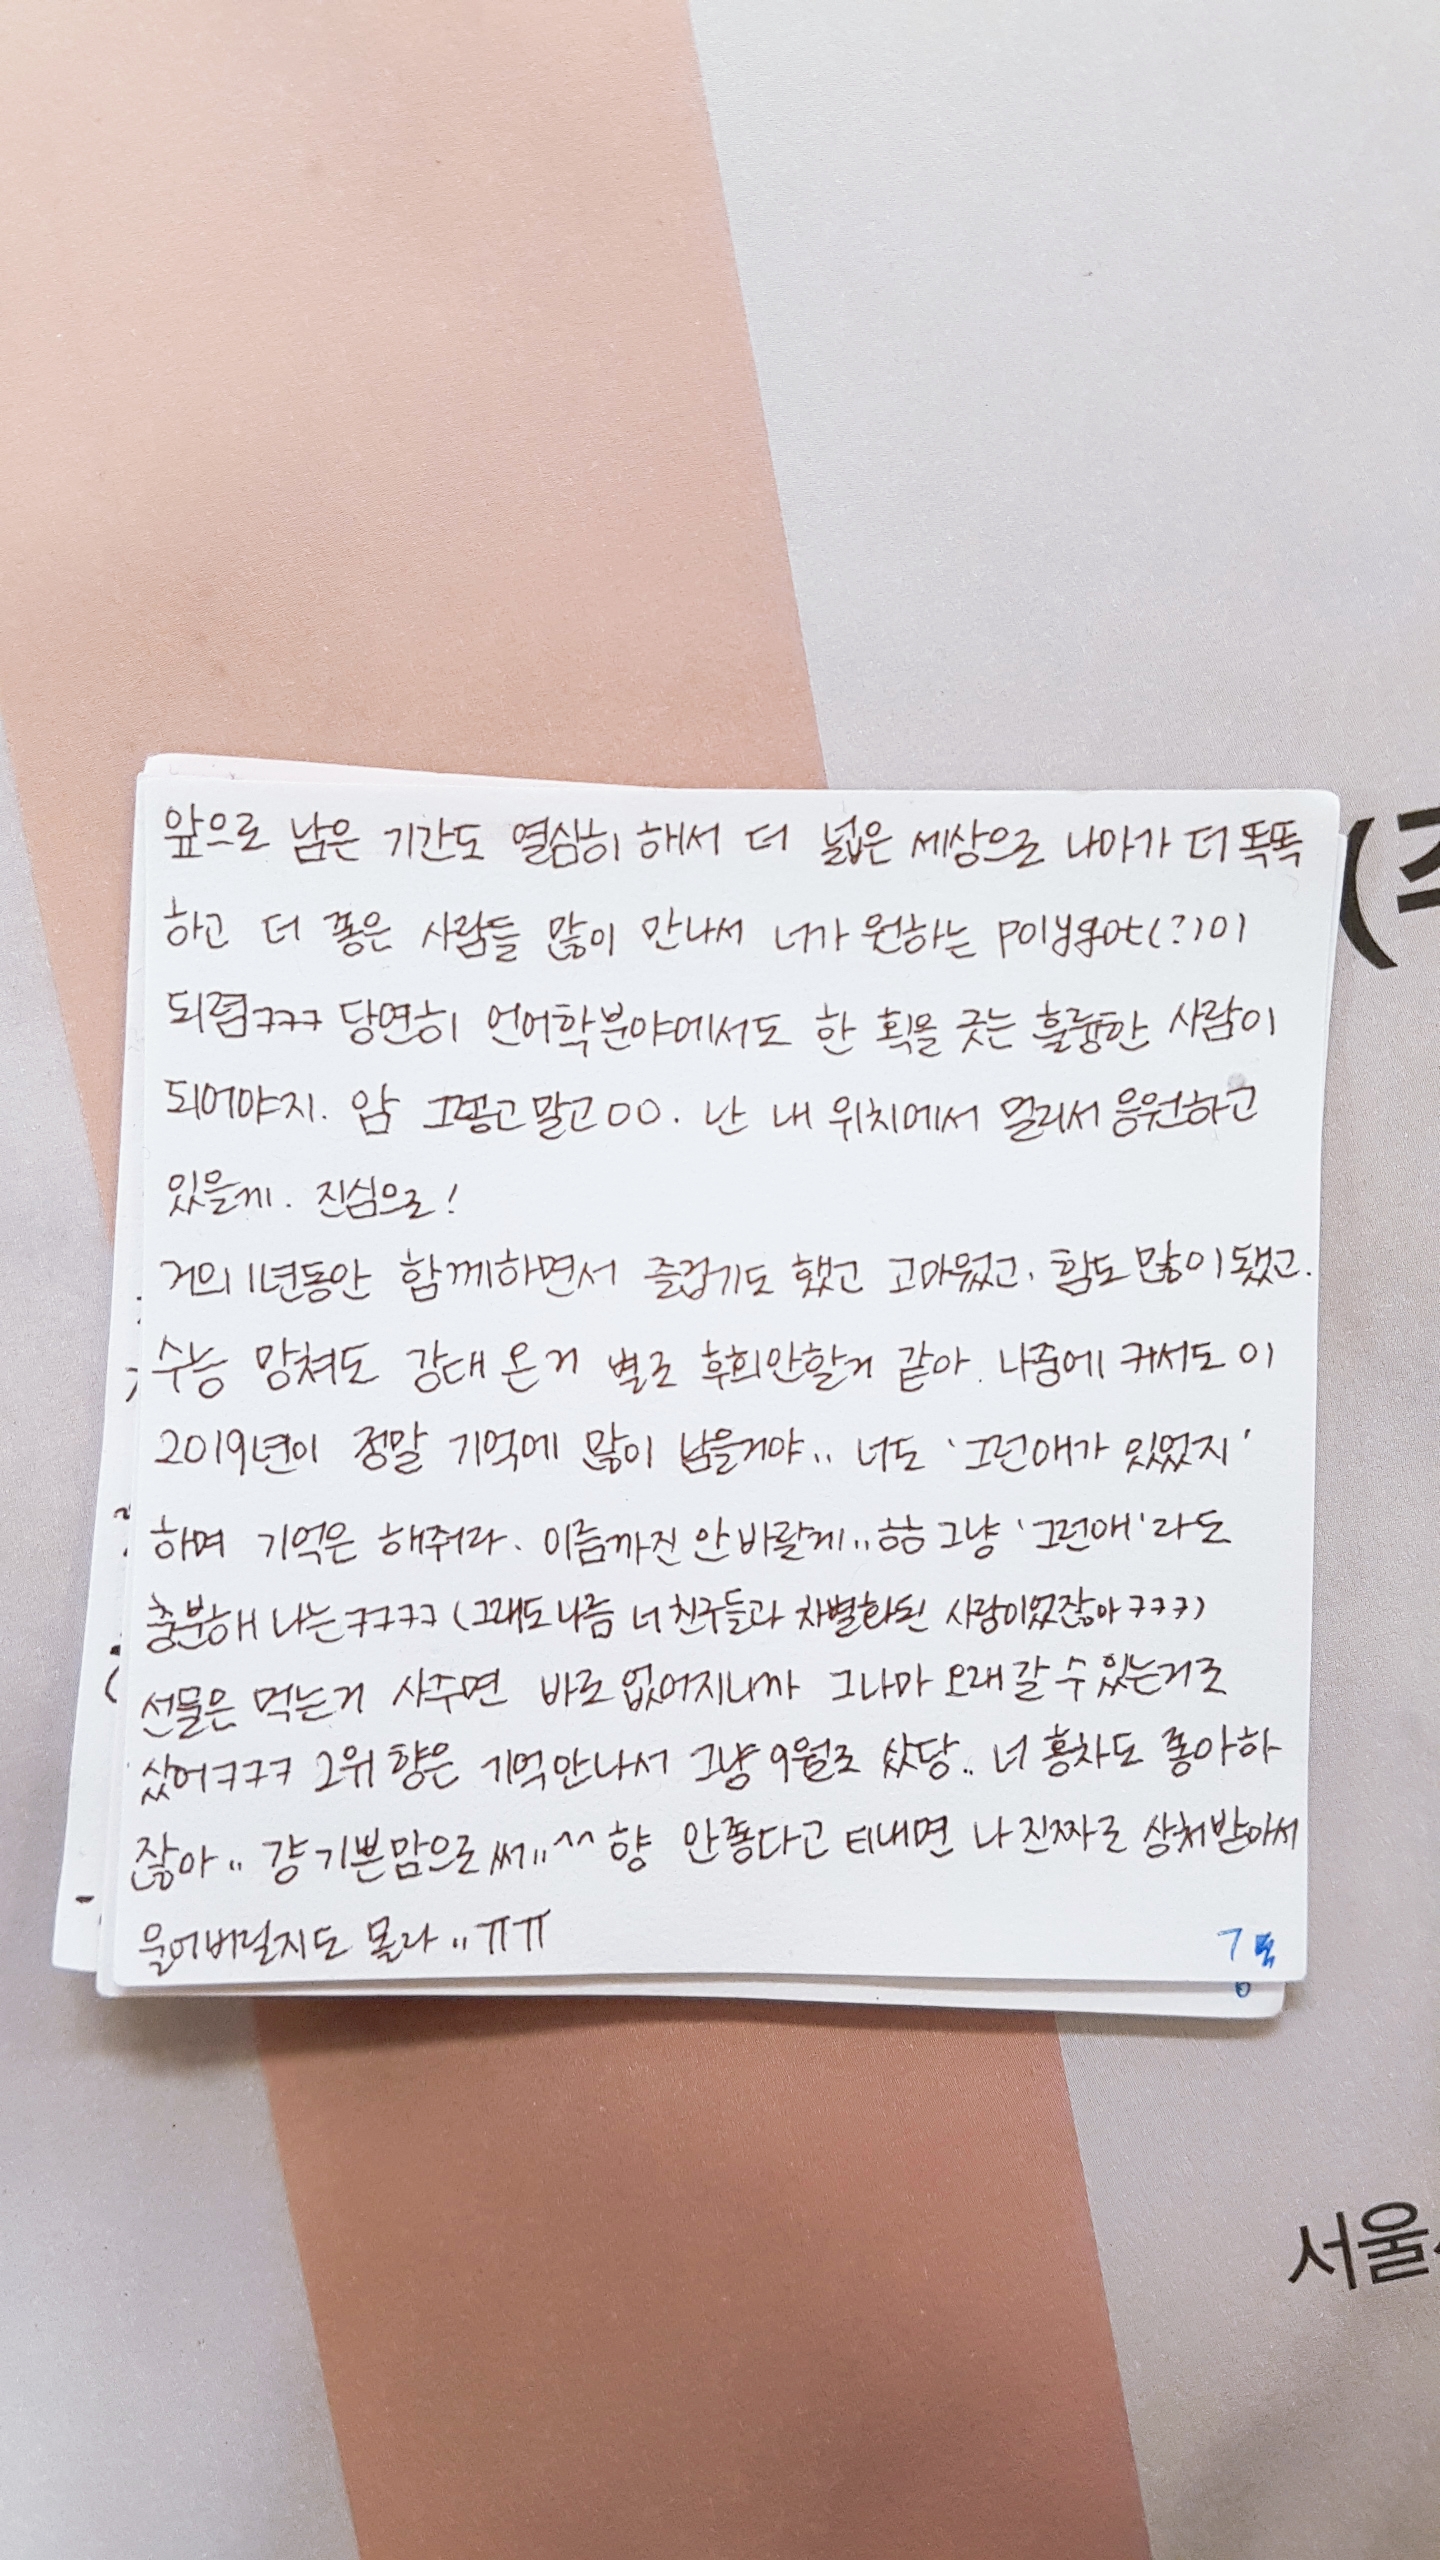 앞으로 남은 기간도 열심히 해서 더 넓은 세상으로 나아가 더 똑똑
하고 더 좋은 사람들 많이 만나서 너가 원하는 polygot(?)이
되렴ㅋㅋㅋ 당연히 언어학분야에서도 한 획을 긋는 훌륭한 사람이
되어야지. 암 그렇고말고ㅇㅇ. 난 내 위치에서 멀리서 응원하고
있을게. 진심으로!
거의 1년동안 함께하면서 즐겁기도 했고 고마웠고, 힘도 많이 됐고.
수능 망쳐도 강대 온거 별로 후회안할거 같아. 나중에 커서도 이
2019년이 정말 기억에 많이 남을거야.. 너도 '그런애가 있었지'
하며 기억은 해줘라. 이름까진 안바랄게..ㅎㅎ 그냥 '그런애'라도
충분해 나는ㅋㅋㅋㅋ (그래도 나름 너 친구들과 차별화된 사람이었잖아ㅋㅋㅋ)
선물은 먹는거 사주면 바로 없어지니까 그나마 오래갈 수 있는거로
샀어ㅋㅋㅋ 2위 향은 기억안나서 그냥 9월로 샀당.. 너 홍차도 좋아하
잖아.. 걍 기쁜맘으로 써..^^ 향 안좋다고 티내면 나 진짜로 상처받아서
울어버릴지도 몰라..ㅠㅠ
7
6
(주
서울